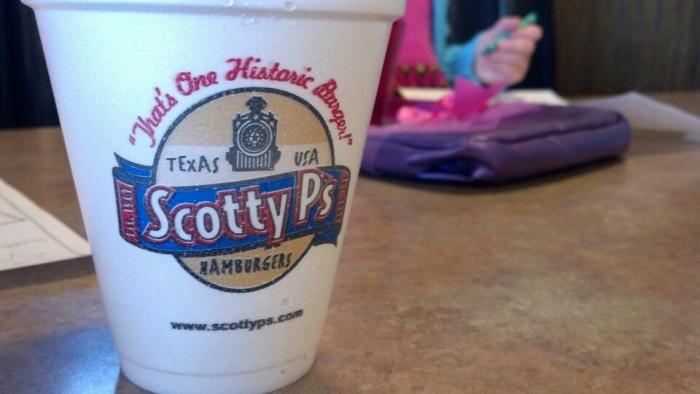 "That's One Historic Burger!"
TEXAS USA
Scotty P's
HAMBURGERS
www.scottyps.com